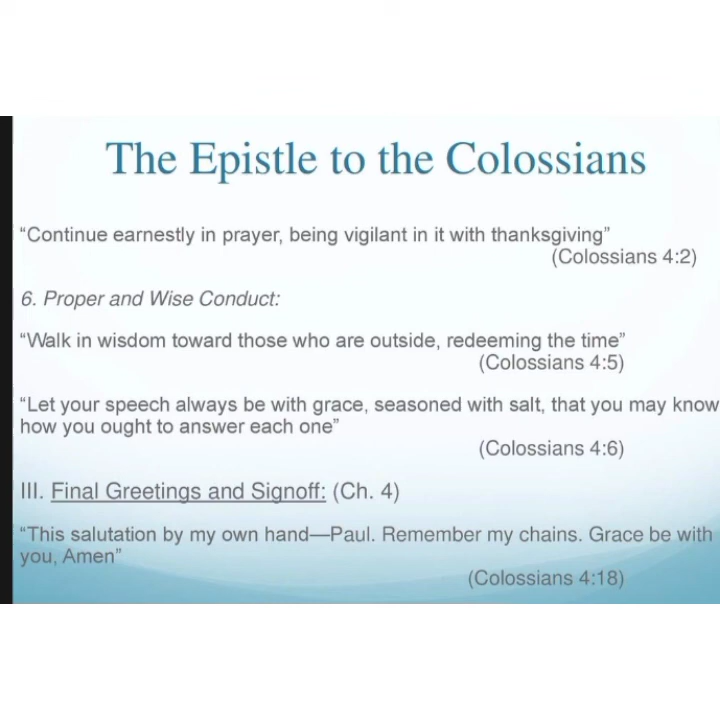 The Epistle to the Colossians
“Continue earnestly in prayer, being vigilant in it with thanksgiving”
(Colossians 4:2)
6. Proper and Wise Conduct:
“Walk in wisdom toward those who are outside, redeeming the time”
(Colossians 4:5)
“Let your speech always be with grace, seasoned with salt, that you may know
how you ought to answer each one”
(Colossians 4:6)
III. Final Greetings and Signoff: (Ch. 4)
“This salutation by my own hand—Paul. Remember my chains. Grace be with
you, Amen”
(Colossians 4:18)